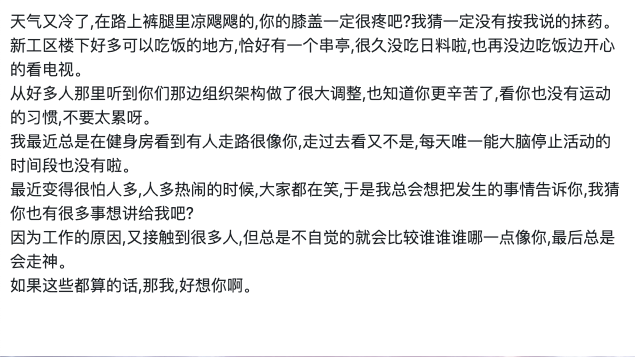 天气又冷了,在路上裤腿里凉飕飕的,你的膝盖一定很疼吧?我猜一定没有按我说的抹药。
新工区楼下好多可以吃饭的地方,恰好有一个串亭,很久没吃日料啦,也再没边吃饭边开心
的看电视。
从好多人那里听到你们那边组织架构做了很大调整,也知道你更辛苦了,看你也没有运动
的习惯,不要太累呀。
我最近总是在健身房看到有人走路很像你,走过去看又不是,每天唯一能大脑停止活动的
时间段也没有啦。
最近变得很怕人多,人多热闹的时候,大家都在笑,于是我总会想把发生的事情告诉你,我猜
你也有很多事想讲给我吧?
因为工作的原因,又接触到很多人,但总是不自觉的就会比较谁谁谁哪一点像你,最后总是
会走神。
如果这些都算的话,那我,好想你啊。